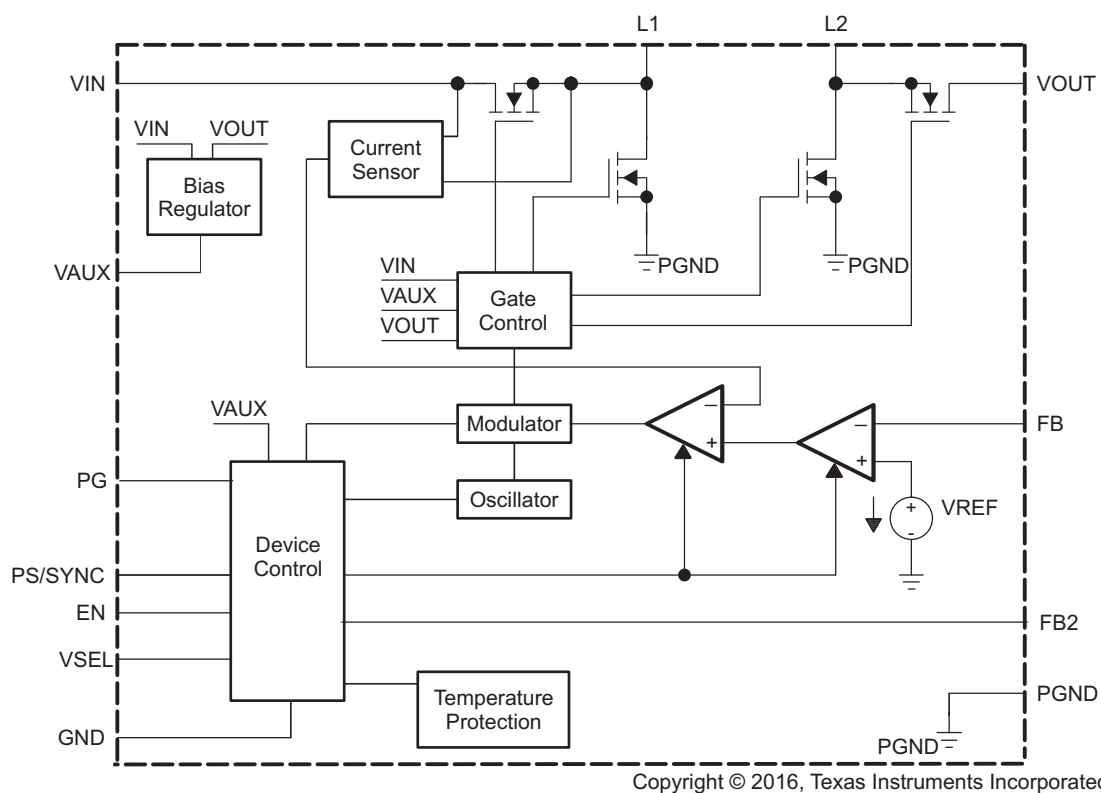 L1
L2
VIN
VOUT
VIN
VOUT
Current
Sensor
Bias
Regulator
VAUX
PGND
PGND
VIN
VAUX
VOUT
Gate
Control
VAUX
Modulator
−
+
−
+
FB
PG
Oscillator
+
-
VREF
Device
Control
PS/SYNC
EN
FB2
VSEL
Temperature
Protection
PGND
GND
PGND
Copyright © 2016, Texas Instruments Incorporated